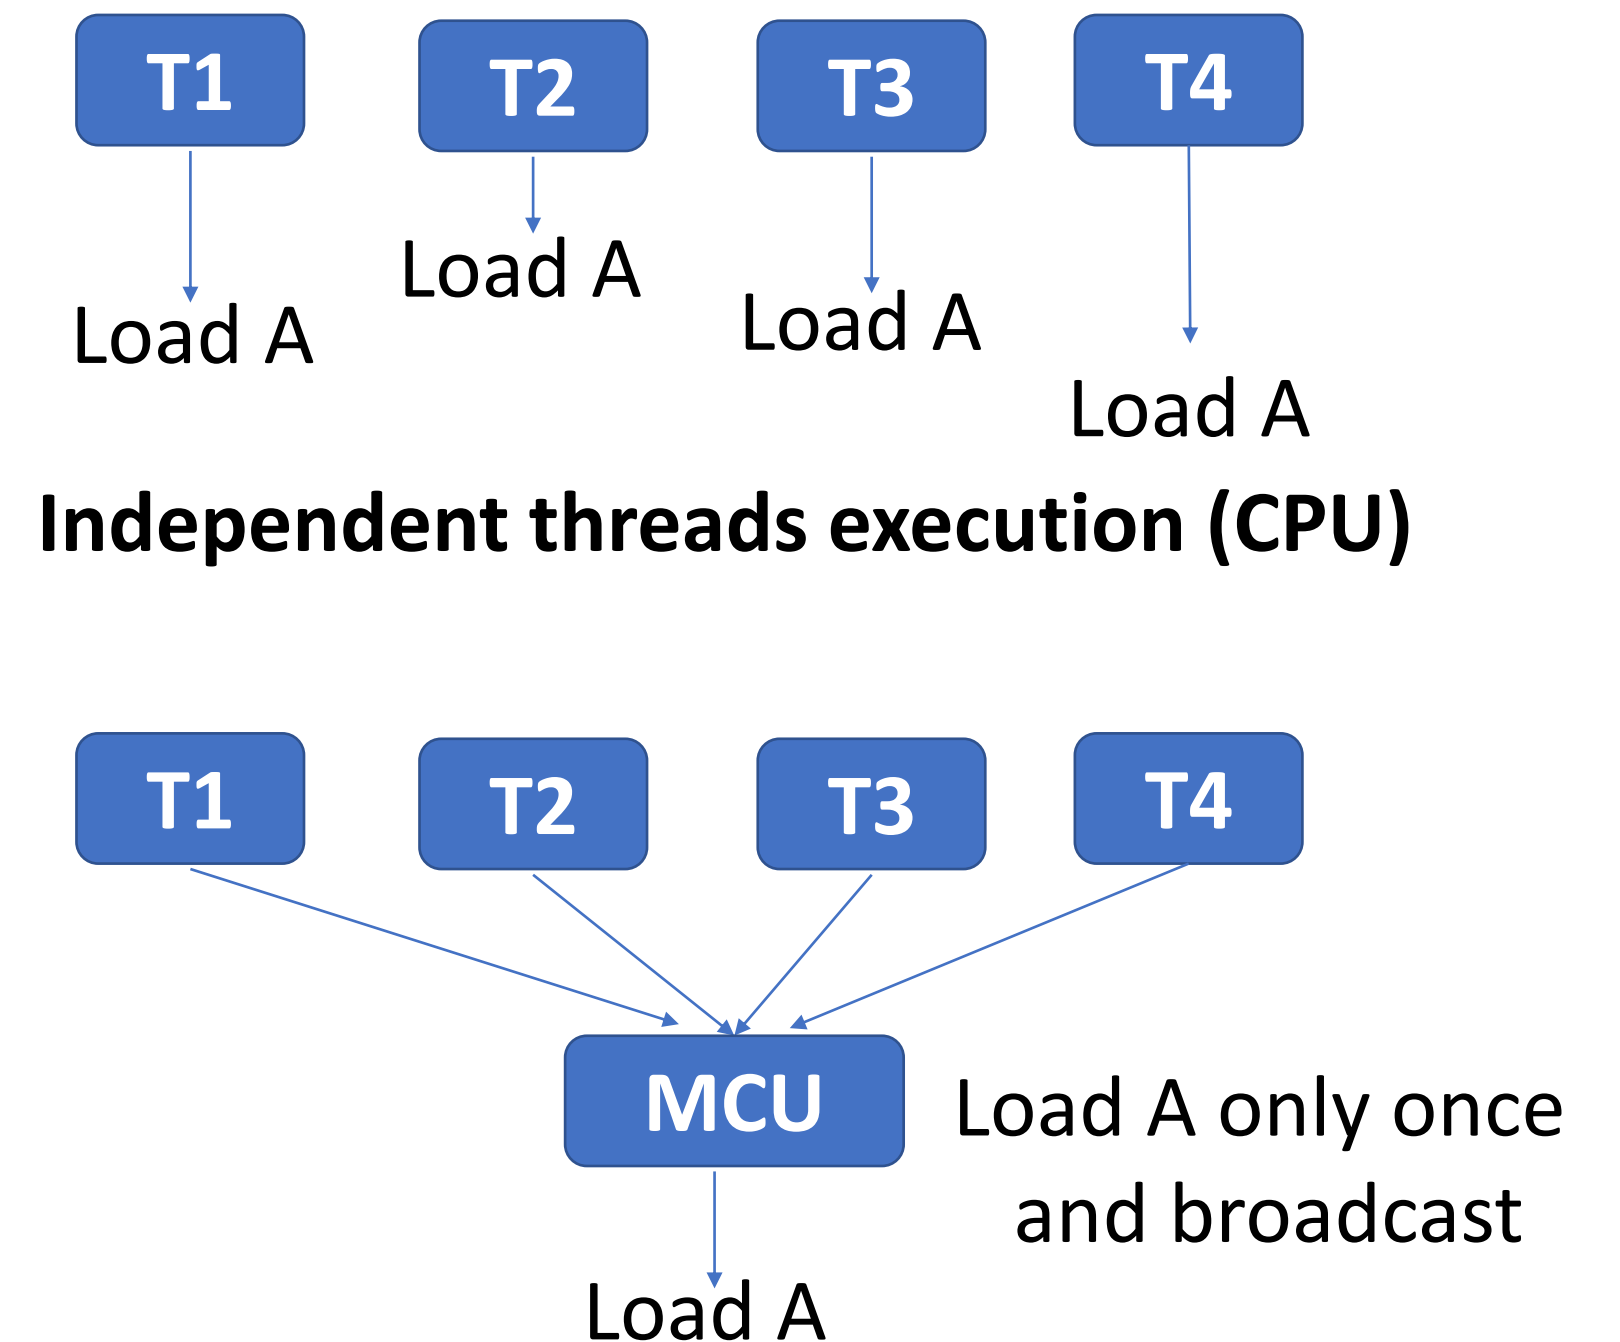 T1
T2
T3
T4
Load A
Load A
Load A
Load A
Independent threads execution (CPU)
T1
T2
T3
T4
MCU
Load A only once
and broadcast
Load A